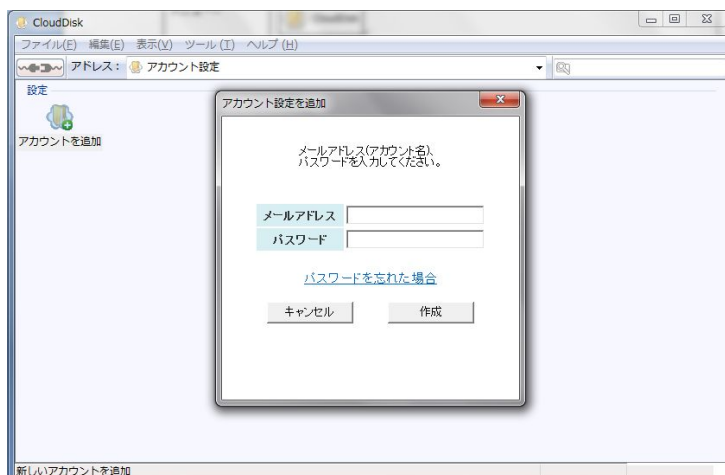 CloudDisk
ファイル(F) 編集(E) 表示(V) ツール(T) ヘルプ(H)
アドレス: アカウント設定
設定
アカウントを追加
アカウント設定を追加
メールアドレス(アカウント名)、
パスワードを入力してください。
メールアドレス
パスワード
パスワードを忘れた場合
キャンセル 作成
新しいアカウントを追加